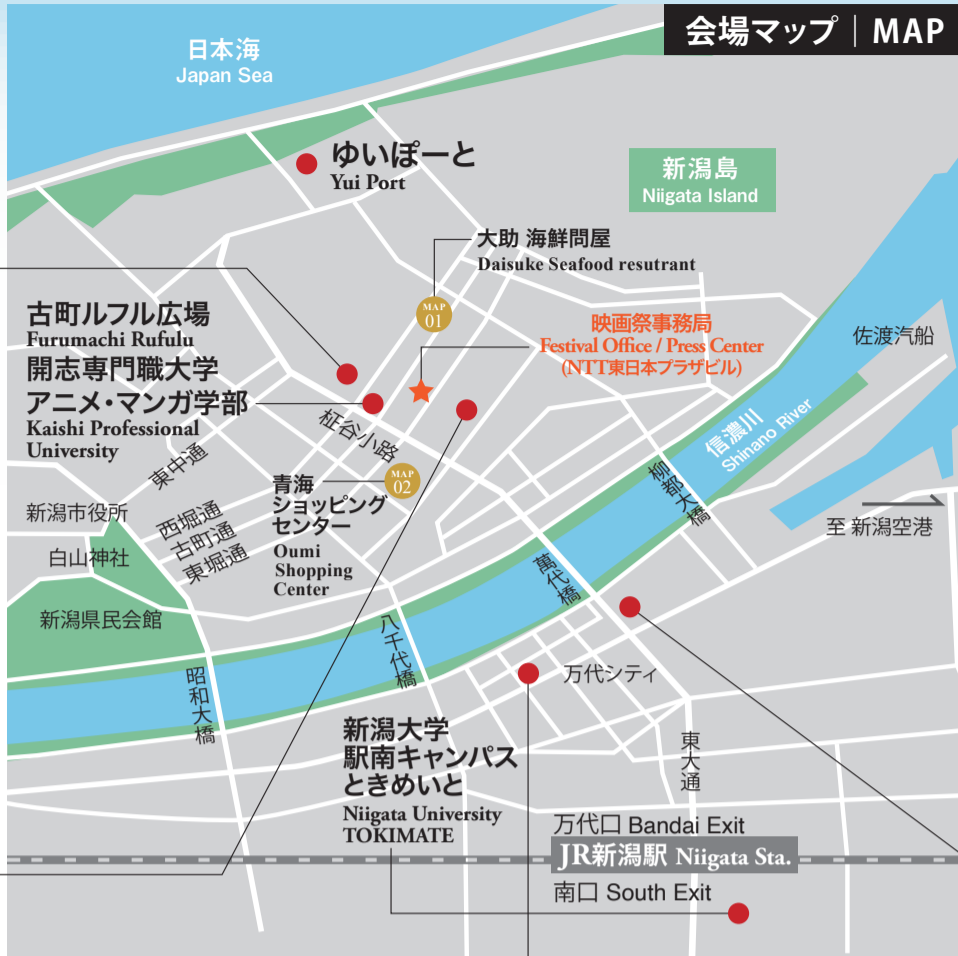 会場マップ｜MAP
日本海
Japan Sea
ゆいぽーと
Yui Port
新潟島
Niigata Island
大助 海鮮問屋
Daisuke Seafood resutrant
MAP
01
古町ルフル広場
Furumachi Rufulu
開志専門職大学
アニメ・マンガ学部
Kaishi Professional
University
映画祭事務局
Festival Office / Press Center
(NTT東日本プラザビル)
佐渡汽船
柾谷小路
信濃川
Shinano River
東中通
MAP
02
青海
ショッピング
センター
Oumi
Shopping
Center
柳都大橋
新潟市役所
西堀通
古町通
東堀通
至 新潟空港
白山神社
萬代橋
新潟県民会館
八千代橋
昭和大橋
万代シティ
新潟大学
駅南キャンパス
ときめいと
Niigata University
TOKIMATE
東大通
万代口 Bandai Exit
JR新潟駅 Niigata Sta.
南口 South Exit